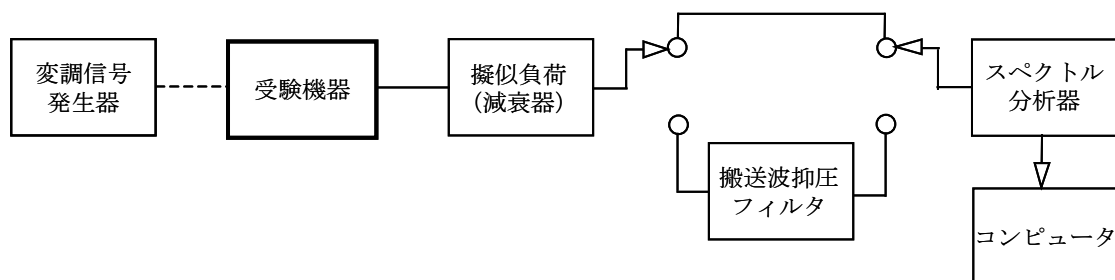 変調信号
発生器
受験機器
擬似負荷
（減衰器）
スペクトル
分析器
搬送波抑圧
フィルタ
コンピュータ